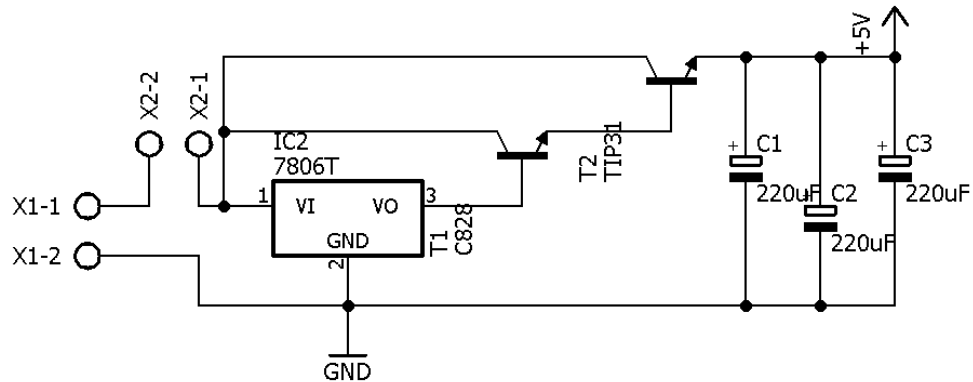 +5V
X2-2
X2-1
IC2
7806T
1
VI
VO
3
GND
2
T1
C828
T2
TIP31
X1-1
X1-2
+
C1
220uF
+
C2
220uF
+
C3
220uF
GND